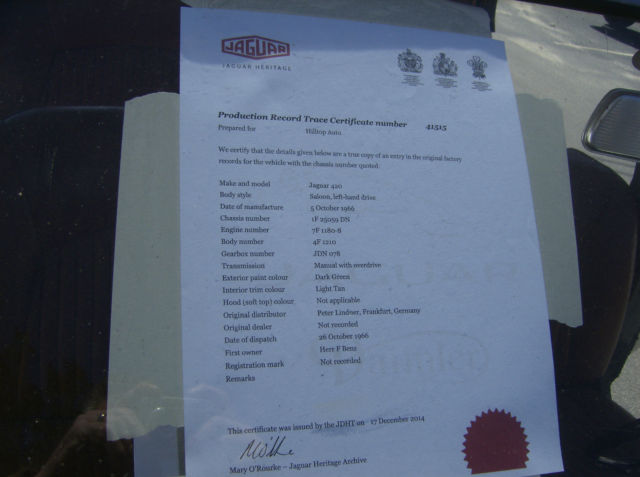 JAGUAR
JAGUAR HERITAGE
Production Record Trace Certificate number 41515
Prepared for Hilltop Auto
We certify that the details given below are a true copy of an entry in the original factory
records for the vehicle with the chassis number quoted.
Make and model Jaguar 420
Body style Saloon, left-hand drive
Date of manufacture 5 October 1966
Chassis number 1F 25059 DN
Engine number 7F 1180-8
Body number 4F 1210
Gearbox number JDN 078
Transmission Manual with overdrive
Exterior paint colour Dark Green
Interior trim colour Light Tan
Hood (soft top) colour Not applicable
Original distributor Peter Lindner, Frankfurt, Germany
Original dealer Not recorded
Date of dispatch 26 October 1966
First owner Herr F Benz
Registration mark Not recorded
Remarks -
This certificate was issued by the JDHT on 17 December 2014
Mary O'Rourke – Jaguar Heritage Archive